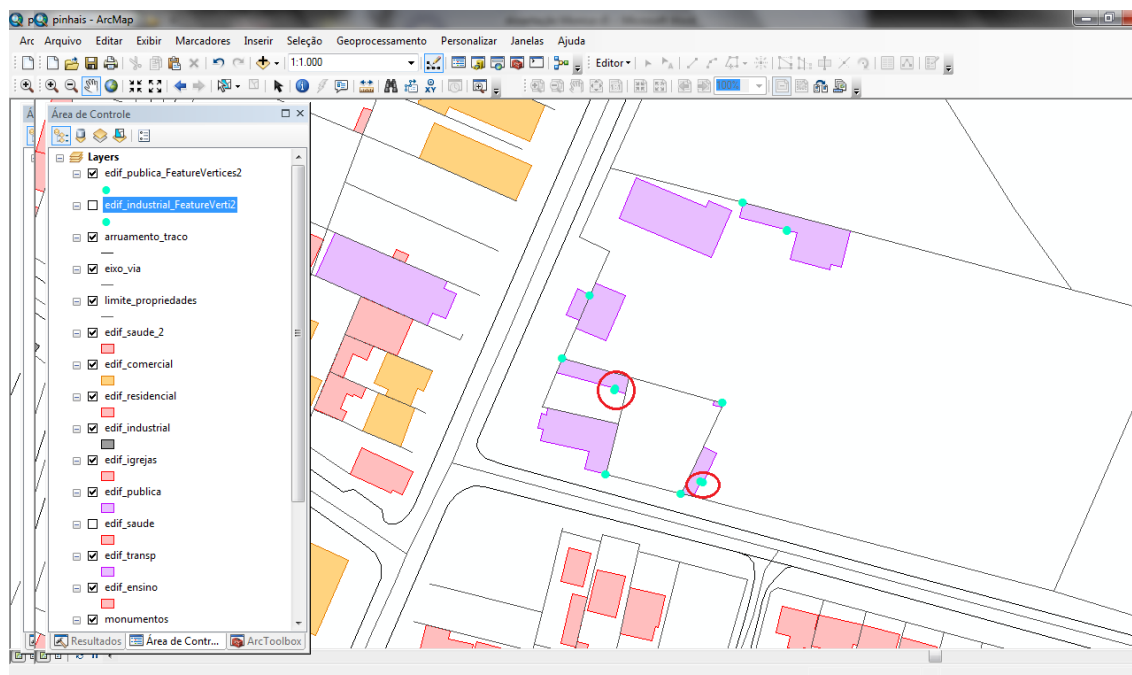 pinhais - ArcMap
Arc Arquivo Editar Exibir Marcadores Inserir Seleção Geoprocessamento Personalizar Janelas Ajuda
1:1.000
Editor
100%
Área de Controle
Layers
edif_publica_FeatureVertices2
edif_industrial_FeatureVerti2
arruamento_traco
eixo_via
limite_propriedades
edif_saude_2
edif_comercial
edif_residencial
edif_industrial
edif_igrejas
edif_publica
edif_saude
edif_transp
edif_ensino
monumentos
Resultados Área de Contr... ArcToolbox